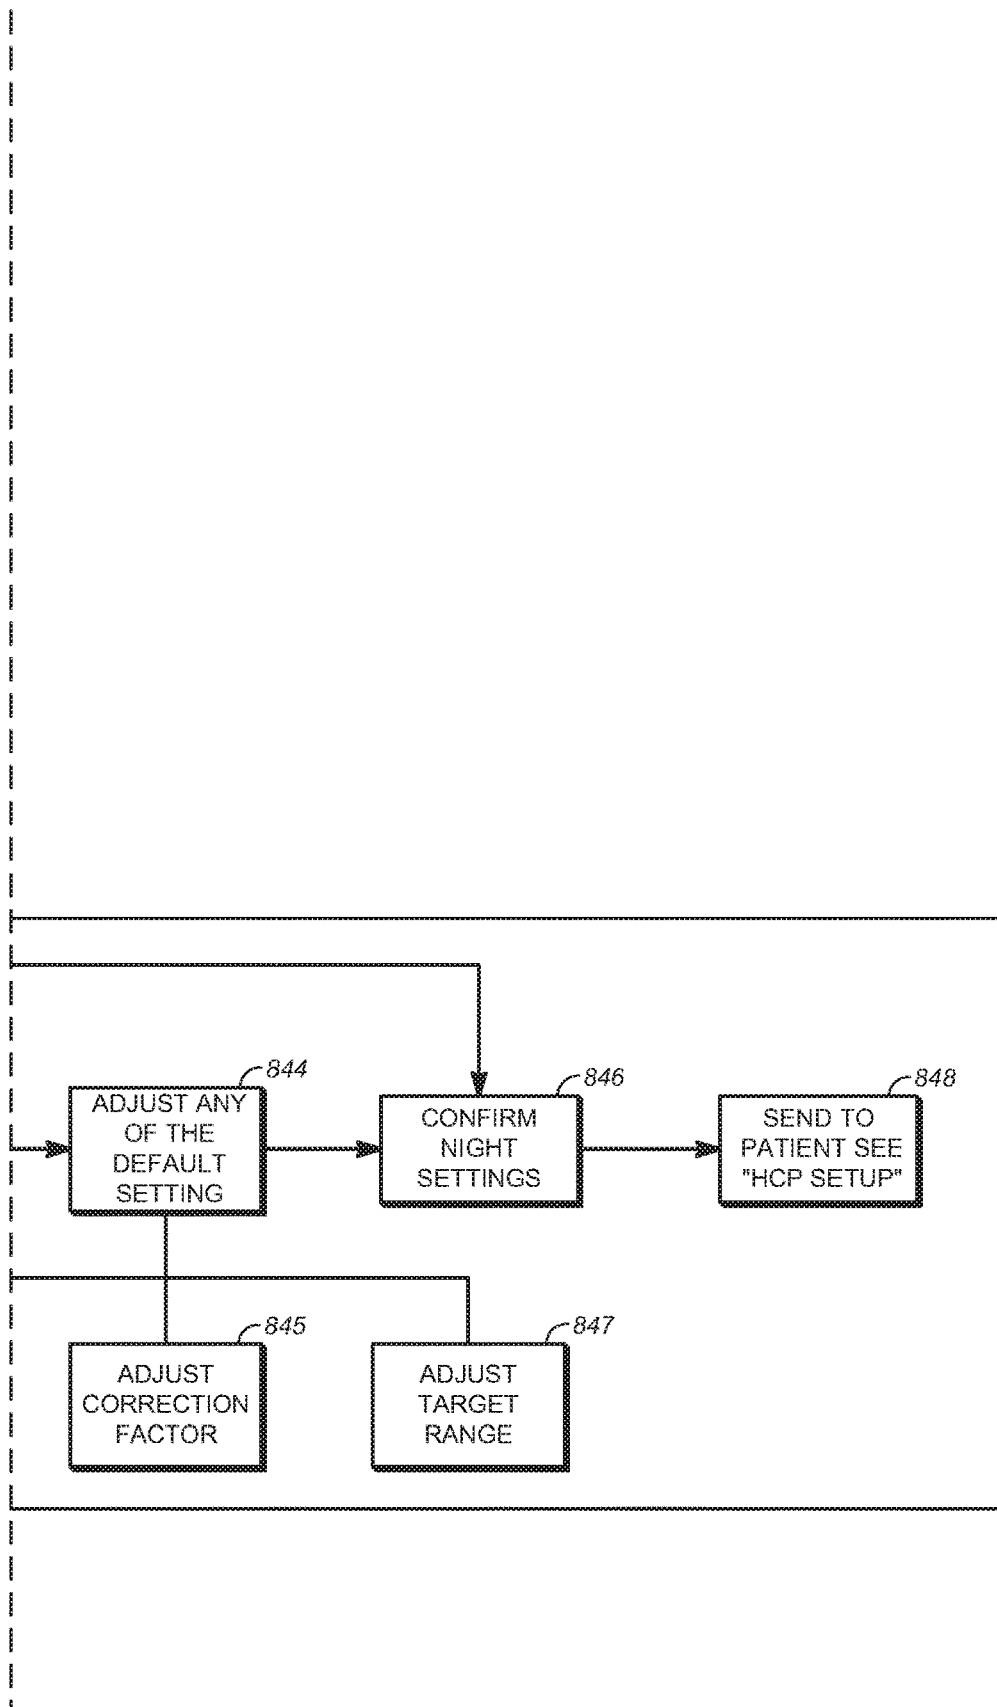 844
ADJUST ANY
OF THE
DEFAULT
SETTING
846
CONFIRM
NIGHT
SETTINGS
848
SEND TO
PATIENT SEE
"HCP SETUP"
845
ADJUST
CORRECTION
FACTOR
847
ADJUST
TARGET
RANGE